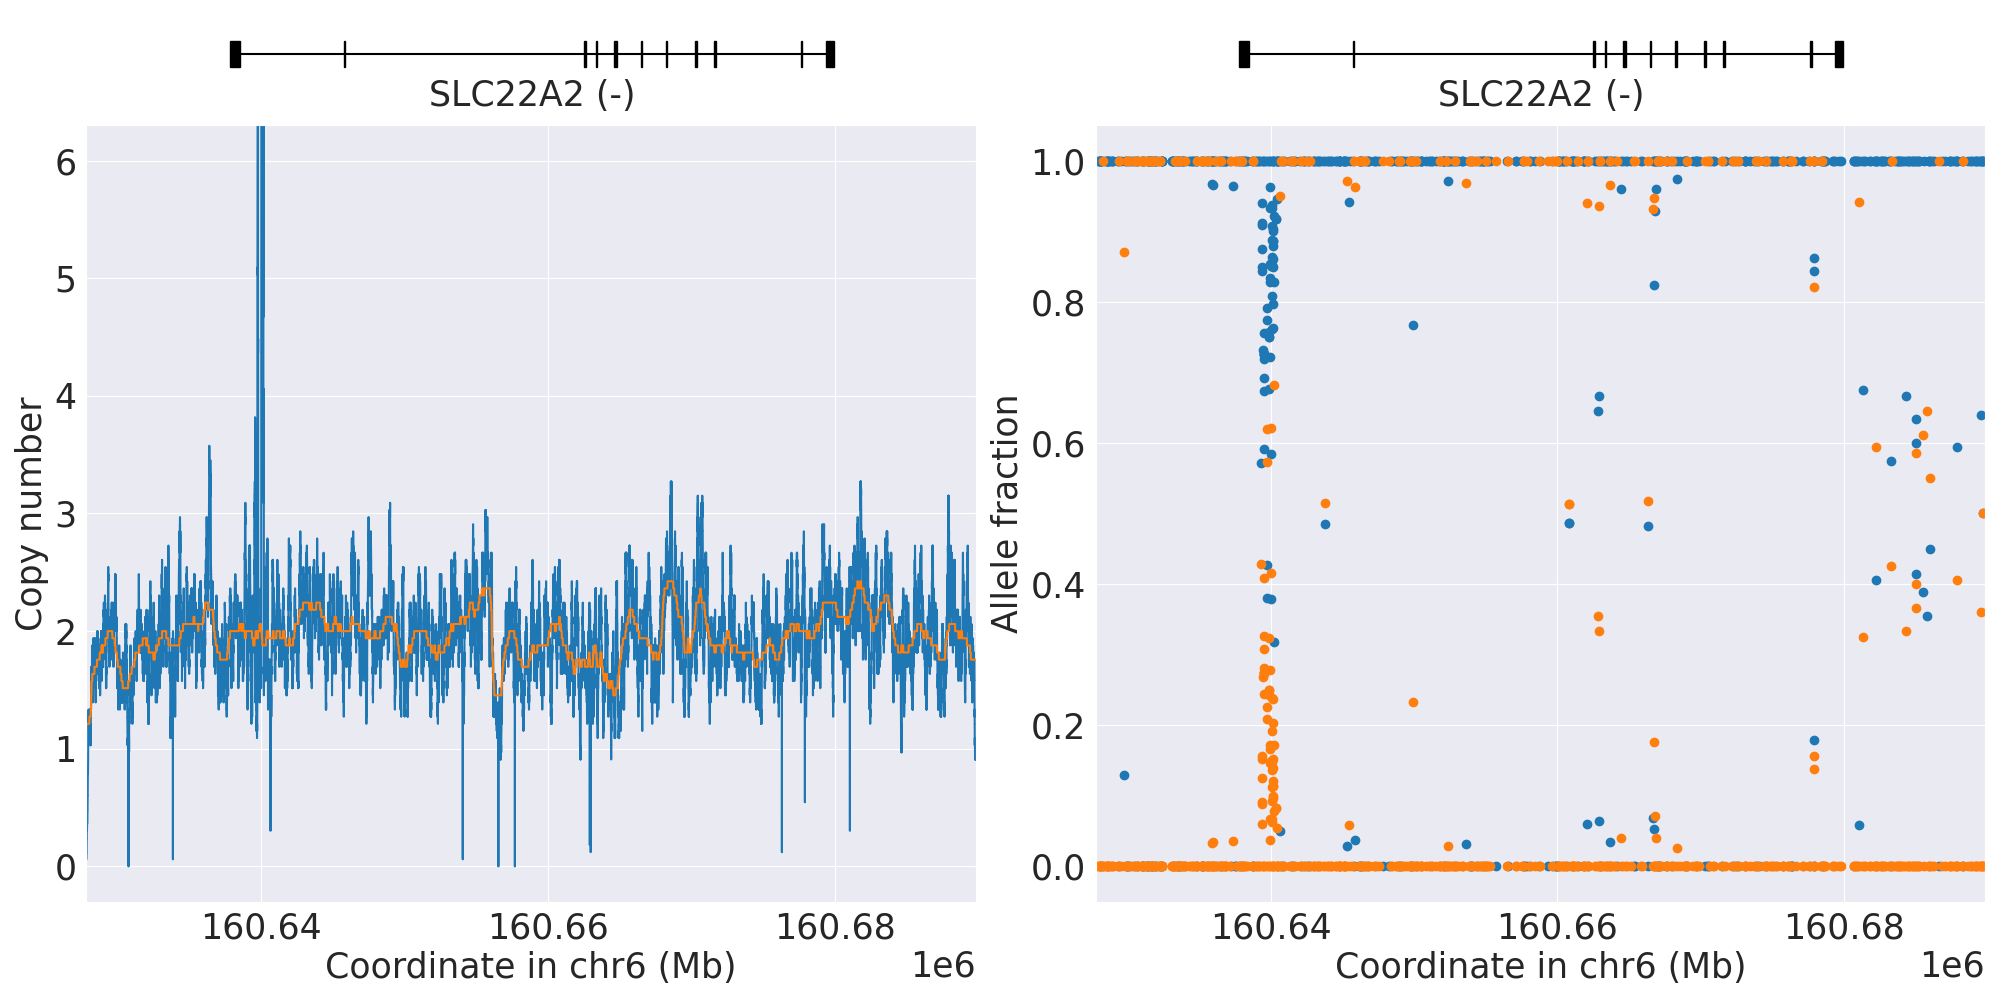 SLC22A2 (-)
6
5
4
3
2
1
0
Copy number
160.64
160.66
160.68
Coordinate in chr6 (Mb)
1e6
SLC22A2 (-)
1.0
0.8
0.6
0.4
0.2
0.0
Allele fraction
160.64
160.66
160.68
Coordinate in chr6 (Mb)
1e6